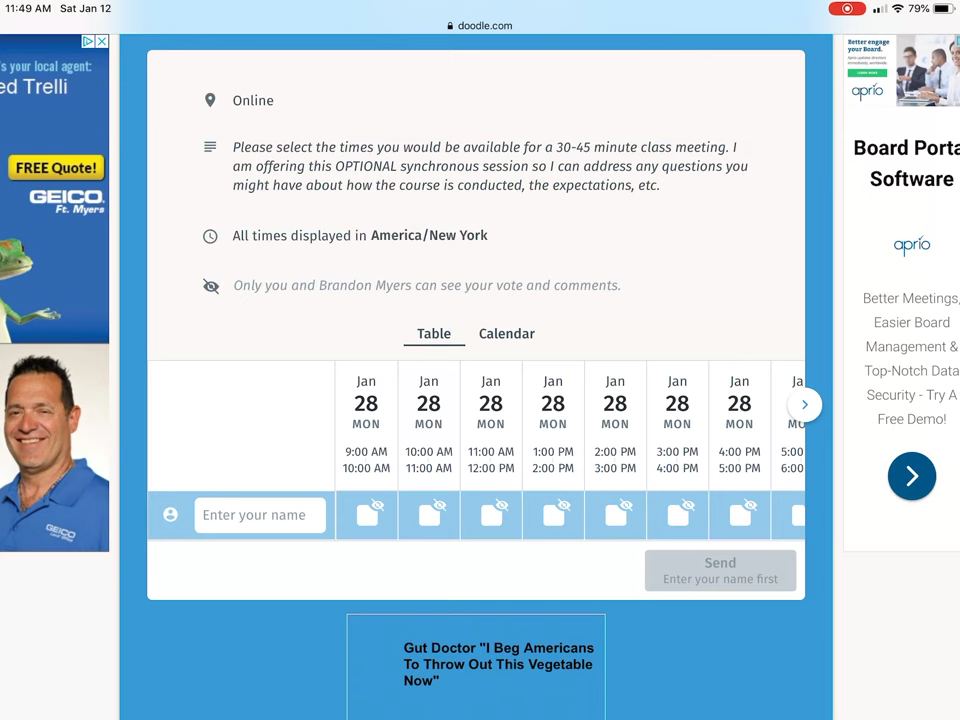 11:49 AM Sat Jan 12
79%
doodle.com
's your local agent:
ed Trelli
FREE Quote!
GEICO
Ft. Myers
GEICO
Online
Please select the times you would be available for a 30-45 minute class meeting. I
am offering this OPTIONAL synchronous session so I can address any questions you
might have about how the course is conducted, the expectations, etc.
All times displayed in America/New York
Only you and Brandon Myers can see your vote and comments.
Table Calendar
Jan Jan Jan Jan Jan Jan Jan Ja
28 28 28 28 28 28 28
MON MON MON MON MON MON MON MO
9:00 AM 10:00 AM 11:00 AM 1:00 PM 2:00 PM 3:00 PM 4:00 PM 5:00
10:00 AM 11:00 AM 12:00 PM 2:00 PM 3:00 PM 4:00 PM 5:00 PM 6:00
Enter your name
Send
Enter your name first
Gut Doctor "I Beg Americans
To Throw Out This Vegetable
Now"
Better engage
your Board.
aprio
Board Porta
Software
aprio
Better Meetings,
Easier Board
Management &
Top-Notch Data
Security - Try A
Free Demo!